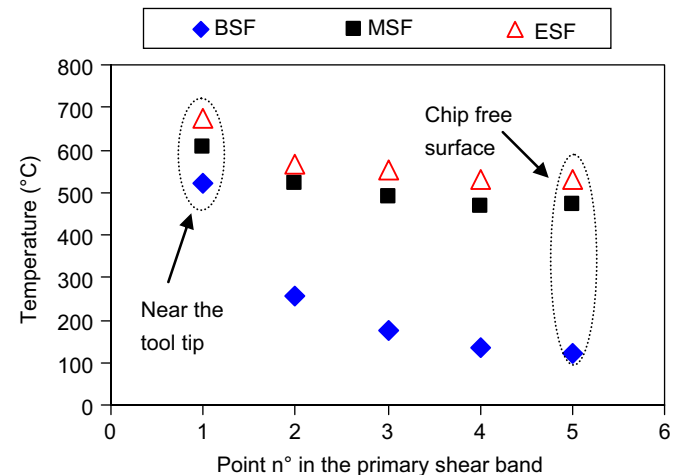 BSF MSF ESF
800
700
600
500
400
300
200
100
0
Temperature (°C)
Chip free
surface
Near the
tool tip
0 1 2 3 4 5 6
Point n° in the primary shear band